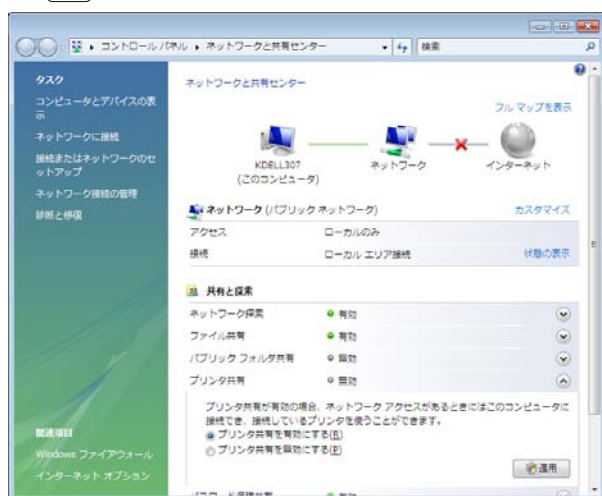 コントロール パネル ▸ ネットワークと共有センター
検索
タスク
コンピュータとデバイスの表
示
ネットワークに接続
接続またはネットワークのセ
ットアップ
ネットワーク接続の管理
診断と修復
関連項目
Windows ファイアウォール
インターネット オプション
ネットワークと共有センター
フル マップを表示
KDELL307
(このコンピュータ)
ネットワーク
インターネット
ネットワーク (パブリック ネットワーク)
カスタマイズ
アクセス ローカルのみ
接続 ローカル エリア接続 状態の表示
共有と探索
ネットワーク探索 有効
ファイル共有 有効
パブリック フォルダ共有 無効
プリンタ共有 無効
プリンタ共有が有効の場合、ネットワーク アクセスがあるときにはこのコンピュータに
接続でき、接続しているプリンタを使うことができます。
プリンタ共有を有効にする(R)
プリンタ共有を無効にする(P)
適用